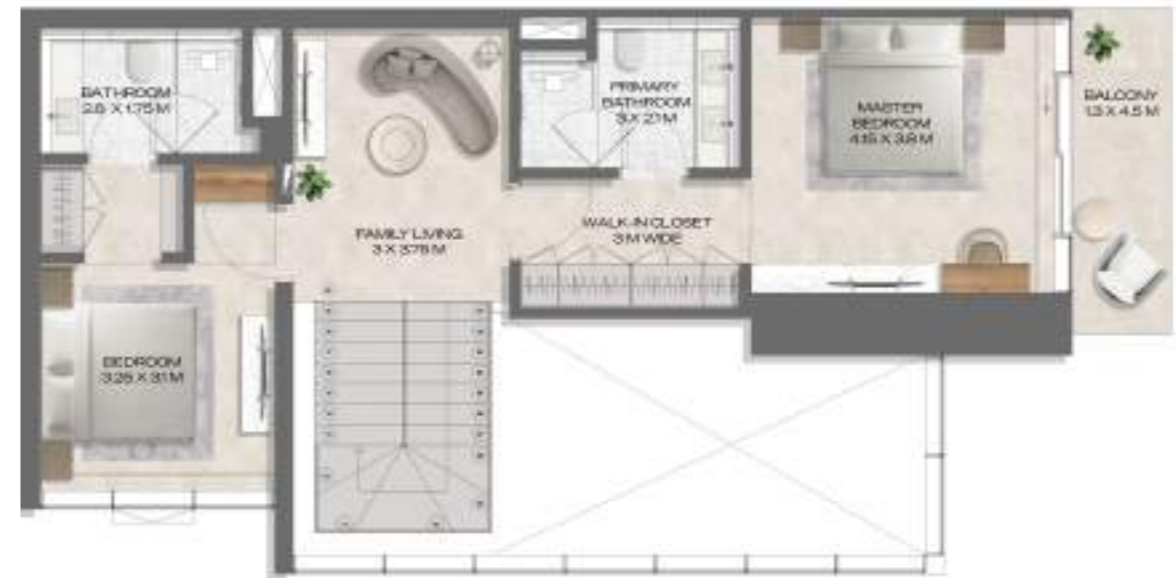 BATHROOM
2.8 X 1.75 M
PRIMARY
BATHROOM
3 X 2.1 M
MASTER
BEDROOM
4.15 X 3.8 M
BALCONY
1.3 X 4.5 M
FAMILY LIVING
3 X 3.75 M
WALK-IN CLOSET
3 M WIDE
BEDROOM
3.25 X 3.1 M